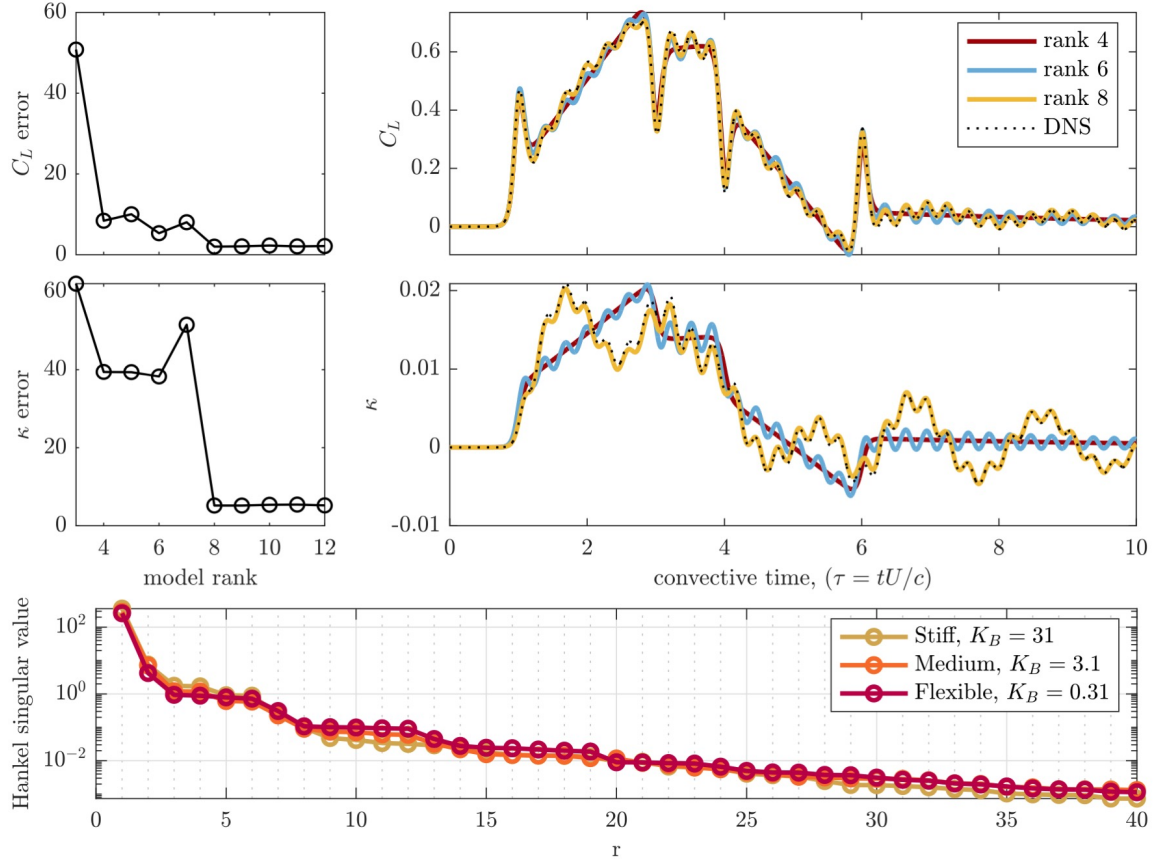 60
40
20
0
C_L error
0.6
0.4
0.2
0
C_L
rank 4
rank 6
rank 8
DNS
60
40
20
0
κ error
4 6 8 10 12
model rank
0.02
0.01
0
-0.01
κ
0 2 4 6 8 10
convective time, (τ = tU/c)
Hankel singular value
10^2
10^0
10^-2
Stiff, K_B = 31
Medium, K_B = 3.1
Flexible, K_B = 0.31
0 5 10 15 20 25 30 35 40
r